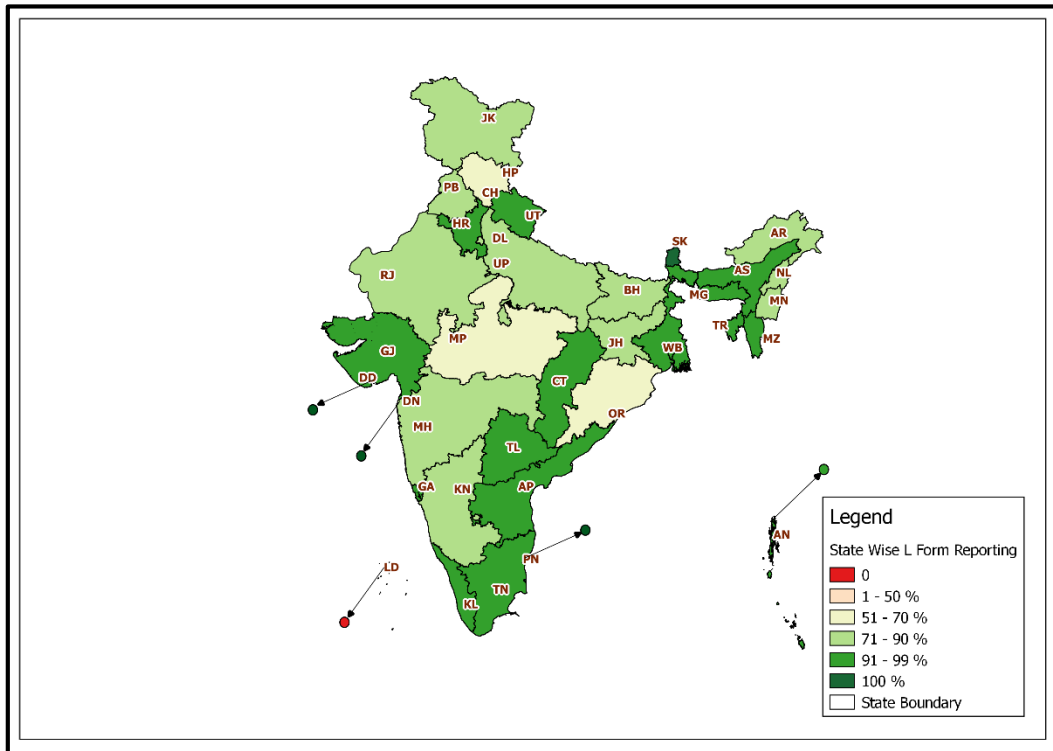 JK
HP
PB
CH
HR
UT
DL
SK
AR
RJ
UP
AS
NL
BH
MG
MN
TR
MZ
MP
JH
WB
GJ
DD
CT
DN
OR
MH
TL
GA
KN
AP
AN
PN
LD
TN
KL
Legend
State Wise L Form Reporting
0
1 - 50 %
51 - 70 %
71 - 90 %
91 - 99 %
100 %
State Boundary